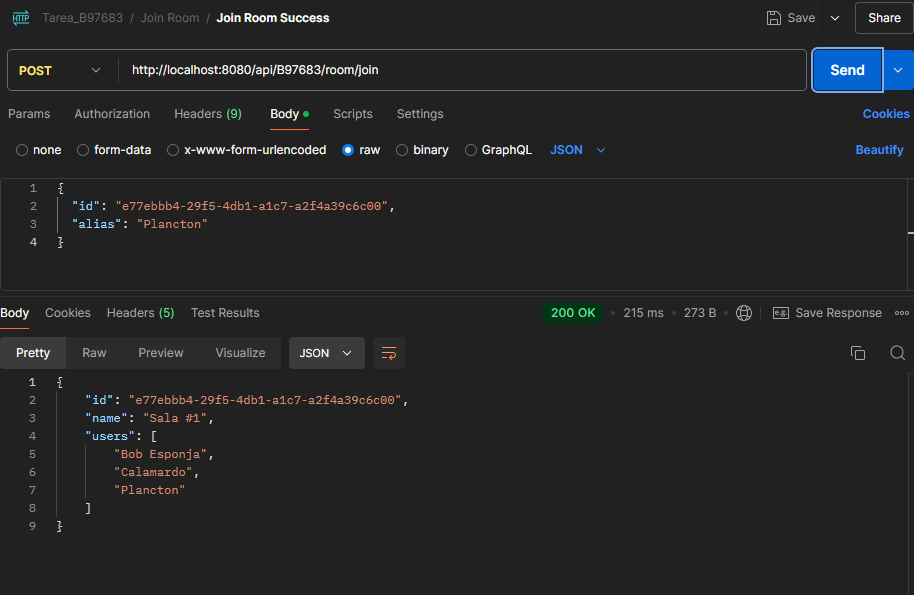 HTTP Tarea_B97683 / Join Room / Join Room Success Save Share
POST http://localhost:8080/api/B97683/room/join Send
Params Authorization Headers (9) Body Scripts Settings Cookies
none form-data x-www-form-urlencoded raw binary GraphQL JSON Beautify
1 {
2 "id": "e77ebbb4-29f5-4db1-a1c7-a2f4a39c6c00",
3 "alias": "Plancton"
4 }
Body Cookies Headers (5) Test Results 200 OK 215 ms 273 B e.g. Save Response
Pretty Raw Preview Visualize JSON
1 {
2 "id": "e77ebbb4-29f5-4db1-a1c7-a2f4a39c6c00",
3 "name": "Sala #1",
4 "users": [
5 "Bob Esponja",
6 "Calamardo",
7 "Plancton"
8 ]
9 }